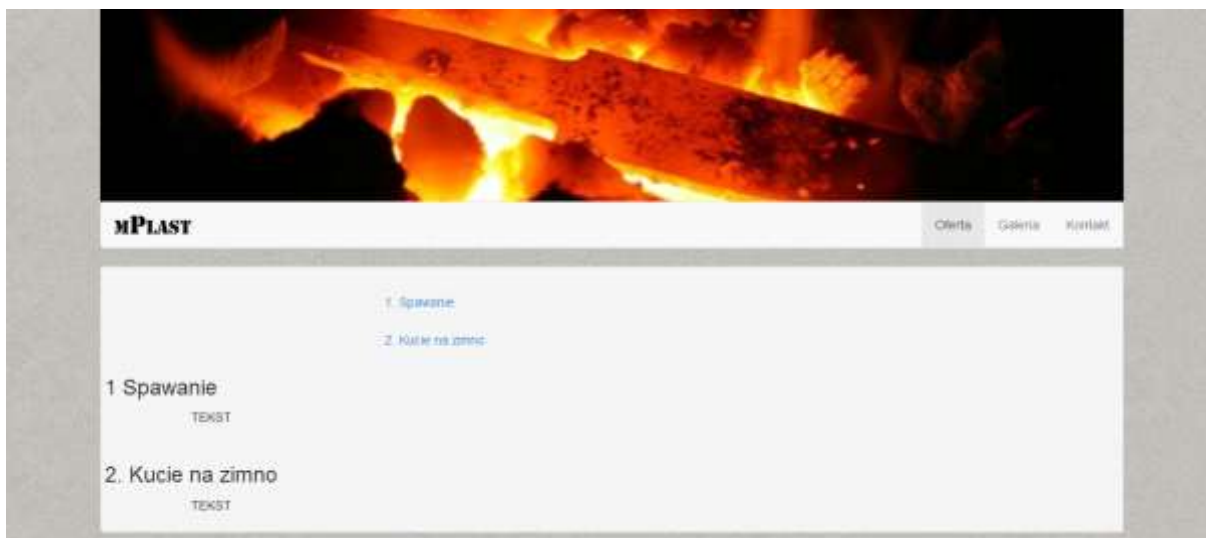 MPLAST
Oferta Galeria Kontakt
1. Spawanie
2. Kucie na zimno
1 Spawanie
TEKST
2. Kucie na zimno
TEKST